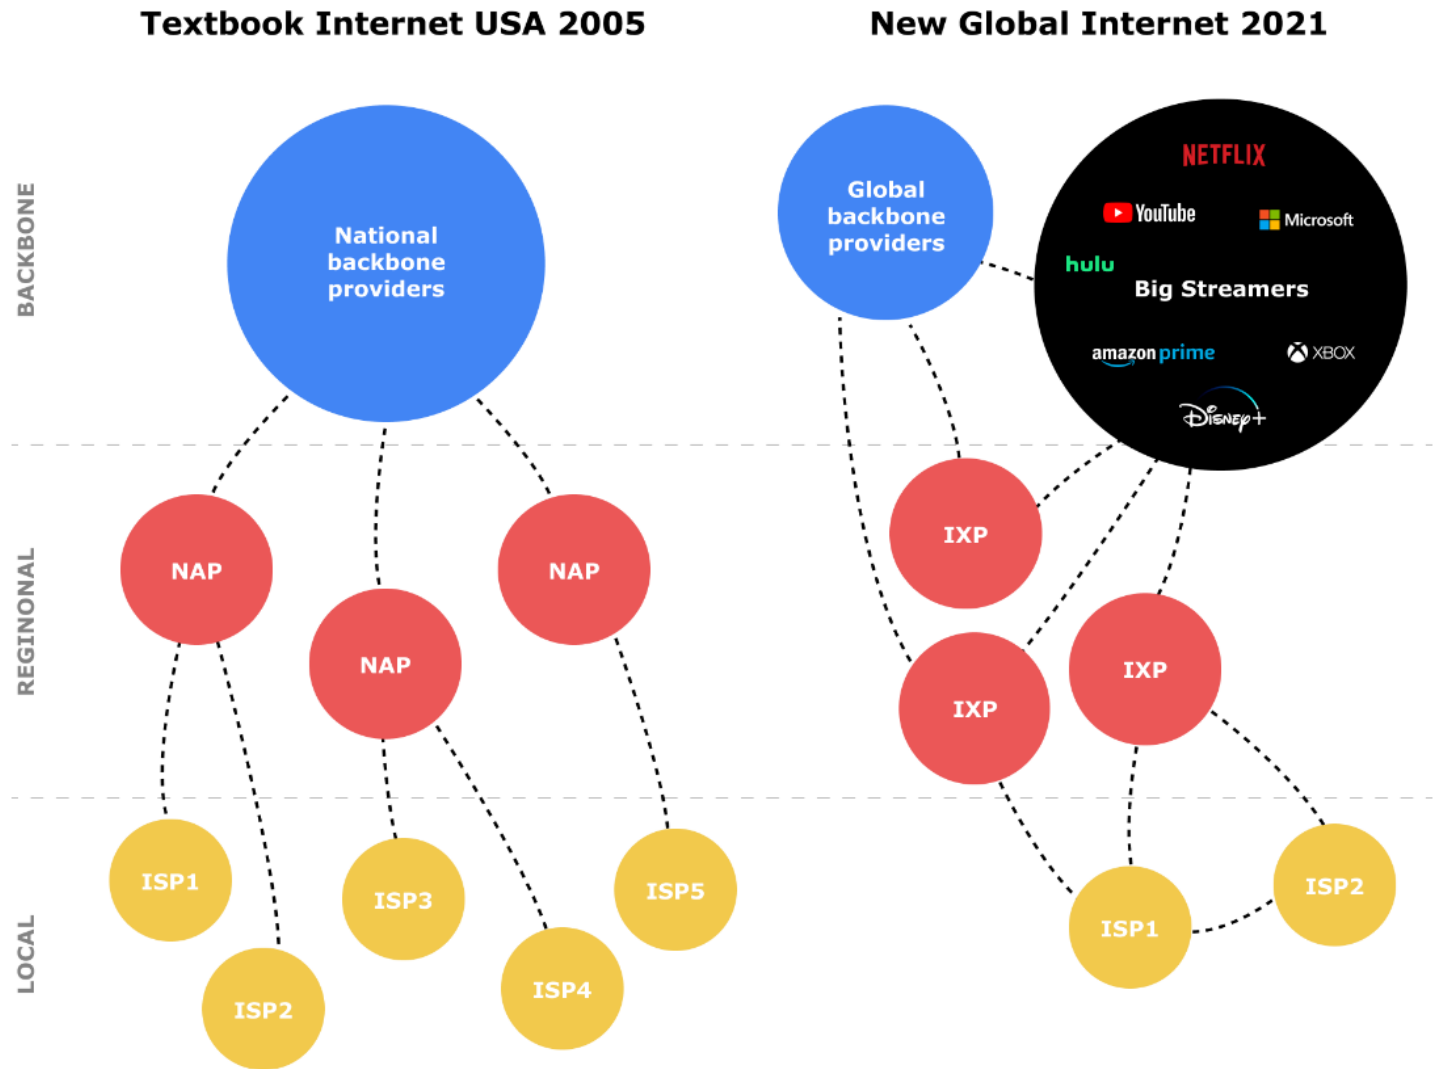 Textbook Internet USA 2005
New Global Internet 2021
BACKBONE
National
backbone
providers
Global
backbone
providers
NETFLIX
YouTube
Microsoft
hulu
Big Streamers
amazon prime
XBOX
Disney+
REGINONAL
NAP
NAP
NAP
IXP
IXP
IXP
LOCAL
ISP1
ISP2
ISP3
ISP4
ISP5
ISP1
ISP2